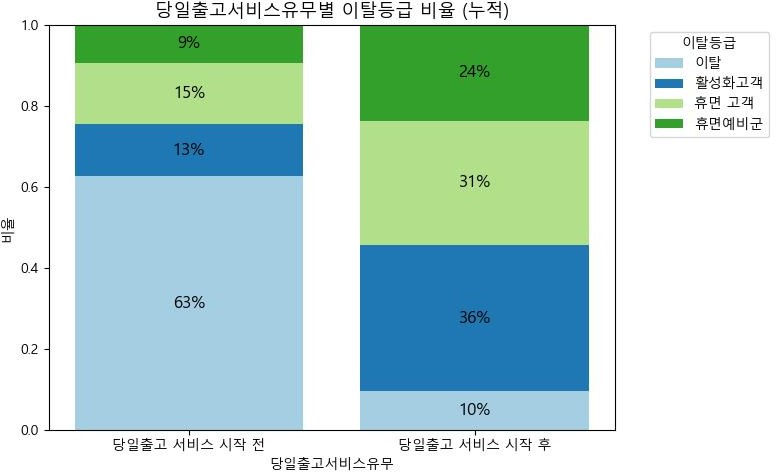 당일출고서비스유무별 이탈등급 비율 (누적)
이탈등급
이탈
활성화고객
휴면 고객
휴면예비군
비율
1.0
0.8
0.6
0.4
0.2
0.0
9%
15%
13%
63%
24%
31%
36%
10%
당일출고 서비스 시작 전
당일출고 서비스 시작 후
당일출고서비스유무